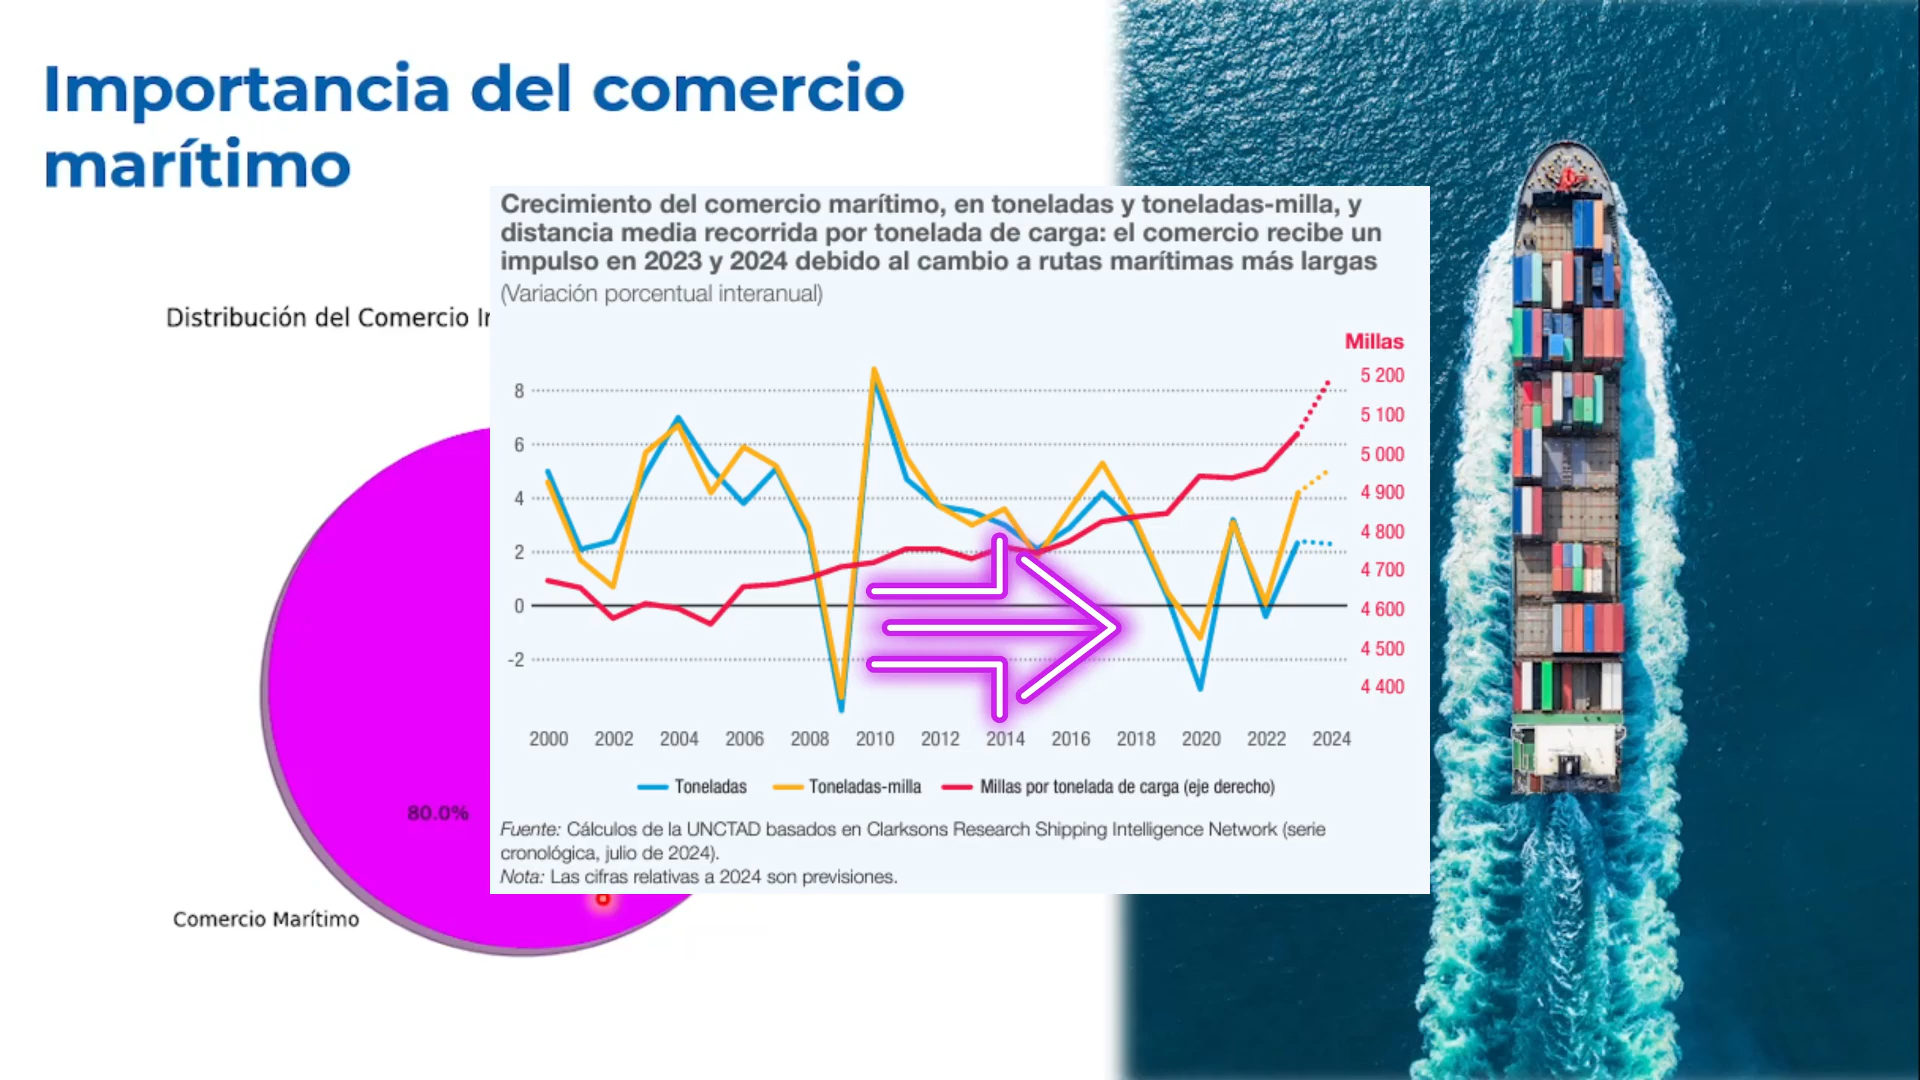 Importancia del comercio
marítimo
Crecimiento del comercio marítimo, en toneladas y toneladas-milla, y
distancia media recorrida por tonelada de carga: el comercio recibe un
impulso en 2023 y 2024 debido al cambio a rutas marítimas más largas
(Variación porcentual interanual)
Distribución del Comercio
Millas
8
6
4
2
0
-2
5 200
5 100
5 000
4 900
4 800
4 700
4 600
4 500
4 400
2000 2002 2004 2006 2008 2010 2012 2014 2016 2018 2020 2022 2024
Toneladas Toneladas-milla Millas por tonelada de carga (eje derecho)
Fuente: Cálculos de la UNCTAD basados en Clarksons Research Shipping Intelligence Network (serie
cronológica, julio de 2024).
Nota: Las cifras relativas a 2024 son previsiones.
80.0%
Comercio Marítimo